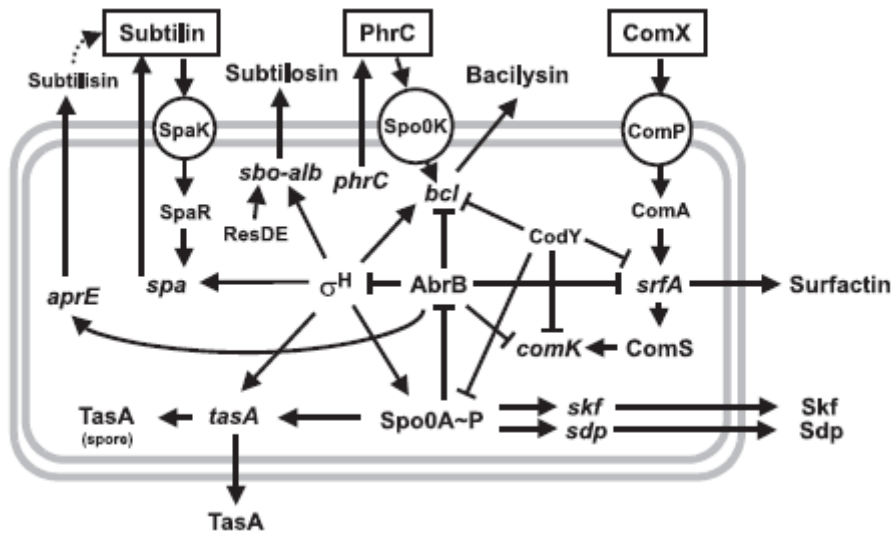 Subtilin
PhrC
ComX
Subtilisin
Subtilosin
Bacilysin
SpaK
Spo0K
ComP
sbo-alb
phrC
bcl
SpaR
ResDE
ComA
CodY
aprE
spa
σH
AbrB
srfA
Surfactin
comK
ComS
TasA
(spore)
tasA
Spo0A~P
skf
Skf
sdp
Sdp
TasA